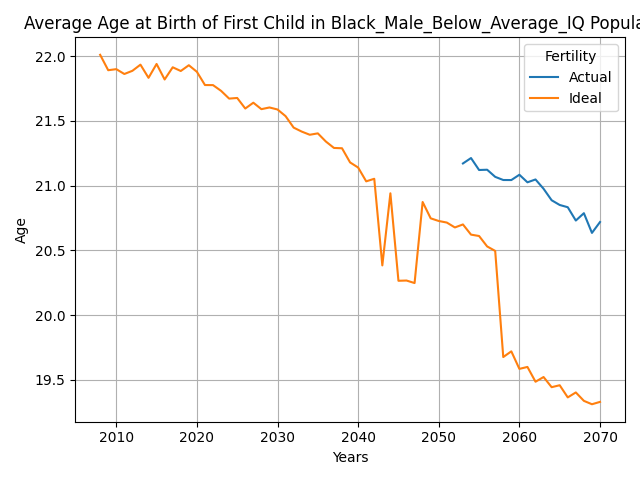 Average Age at Birth of First Child in Black_Male_Below_Average_IQ Popula
22.0
21.5
21.0
20.5
20.0
19.5
Age
Fertility
Actual
Ideal
2010 2020 2030 2040 2050 2060 2070
Years